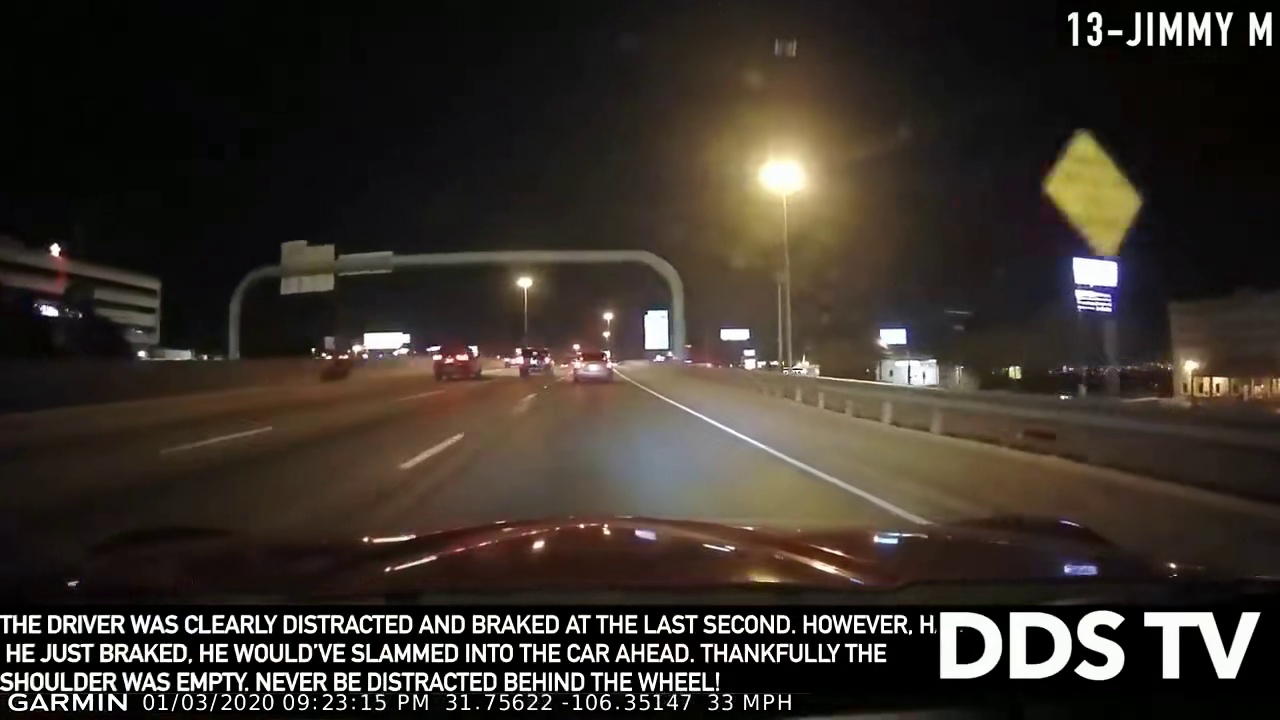 13-JIMMY M
THE DRIVER WAS CLEARLY DISTRACTED AND BRAKED AT THE LAST SECOND. HOWEVER, H
HE JUST BRAKED, HE WOULD'VE SLAMMED INTO THE CAR AHEAD. THANKFULLY THE
SHOULDER WAS EMPTY. NEVER BE DISTRACTED BEHIND THE WHEEL!
DDS TV
GARMIN 01/03/2020 09:23:15 PM 31.75622 -106.35147 33 MPH